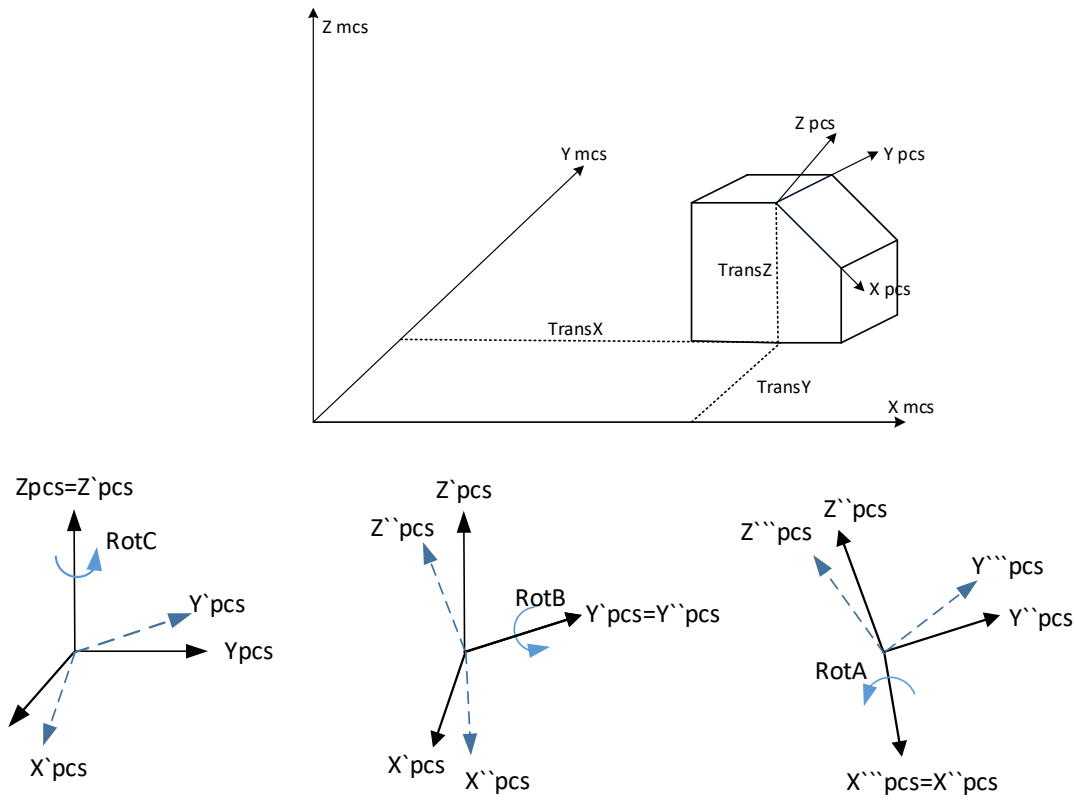 Z mcs
Z pcs
Y mcs
Y pcs
TransZ
X pcs
TransX
TransY
X mcs
Zpcs=Z`pcs
RotC
Y`pcs
Ypcs
X`pcs
Z`pcs
Z``pcs
RotB
Y`pcs=Y``pcs
X`pcs
X``pcs
Z``pcs
Z```pcs
Y```pcs
Y``pcs
RotA
X```pcs=X``pcs